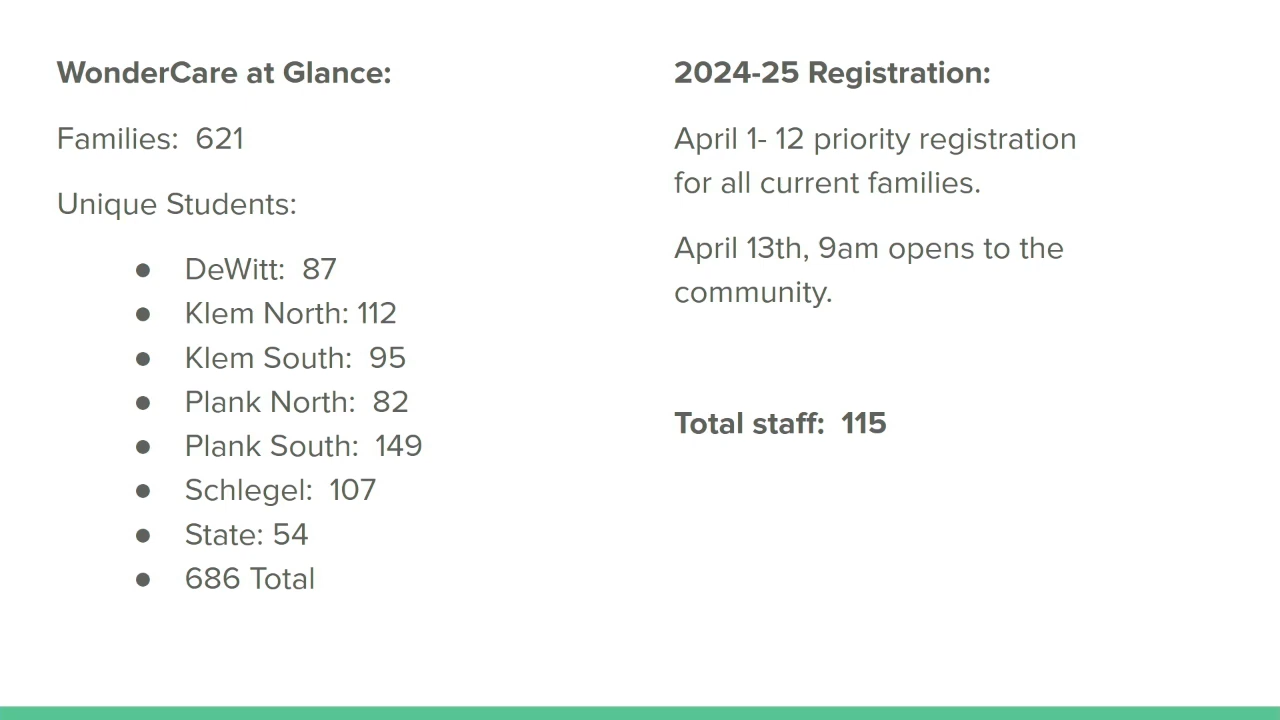 WonderCare at Glance:
Families: 621
Unique Students:
● DeWitt: 87
● Klem North: 112
● Klem South: 95
● Plank North: 82
● Plank South: 149
● Schlegel: 107
● State: 54
● 686 Total
2024-25 Registration:
April 1- 12 priority registration
for all current families.
April 13th, 9am opens to the
community.
Total staff: 115